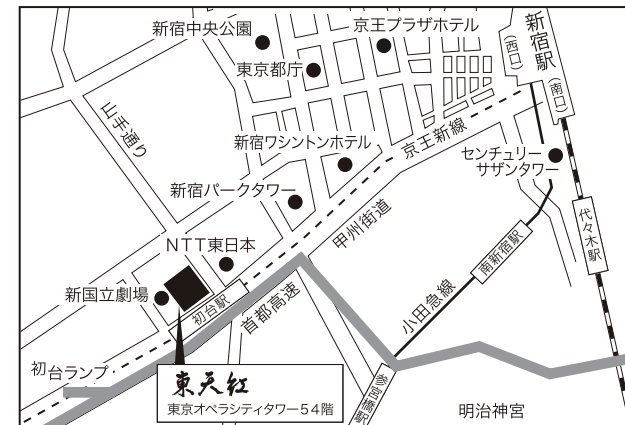 新宿中央公園
京王プラザホテル
新宿駅
(西口)
(南口)
東京都庁
山手通り
新宿ワシントンホテル
京王新線
センチュリー
サザンタワー
新宿パークタワー
甲州街道
代々木駅
NTT東日本
南新宿駅
新国立劇場
初台駅
首都高速
小田急線
初台ランプ
東天紅
東京オペラシティタワー54階
参宮橋駅
明治神宮